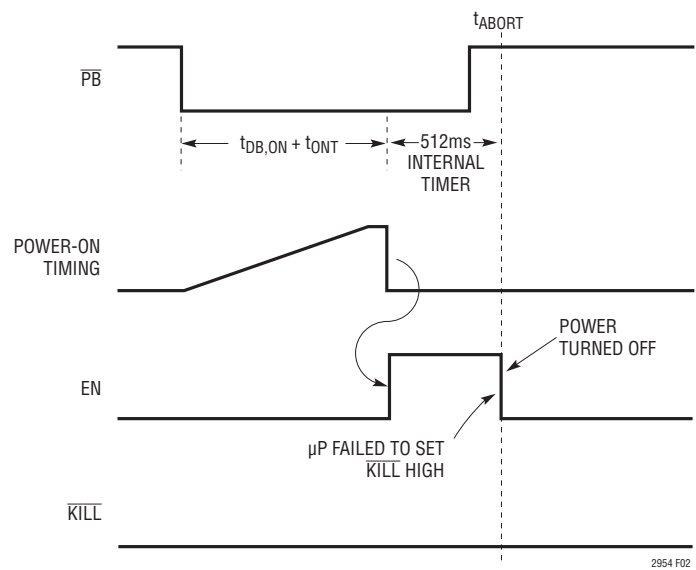 tABORT
PB
tDB,ON + tONT
512ms
INTERNAL
TIMER
POWER-ON
TIMING
POWER
TURNED OFF
EN
µP FAILED TO SET
KILL HIGH
KILL
2954 F02